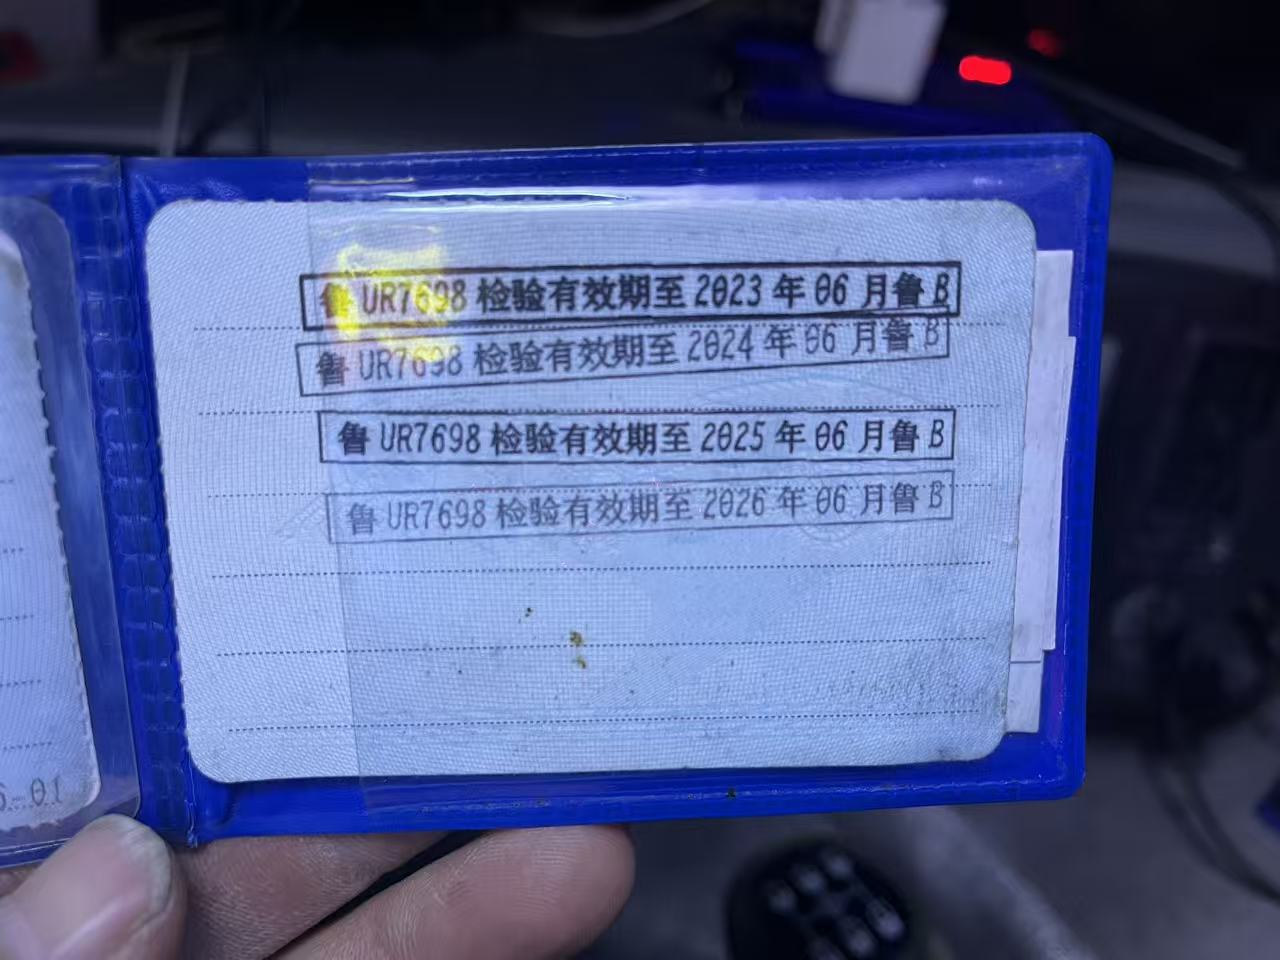 鲁 UR7698 检验有效期至 2023 年 06 月鲁 B
鲁 UR7698 检验有效期至 2024 年 06 月鲁 B
鲁 UR7698 检验有效期至 2025 年 06 月鲁 B
鲁 UR7698 检验有效期至 2026 年 06 月鲁 B
-01